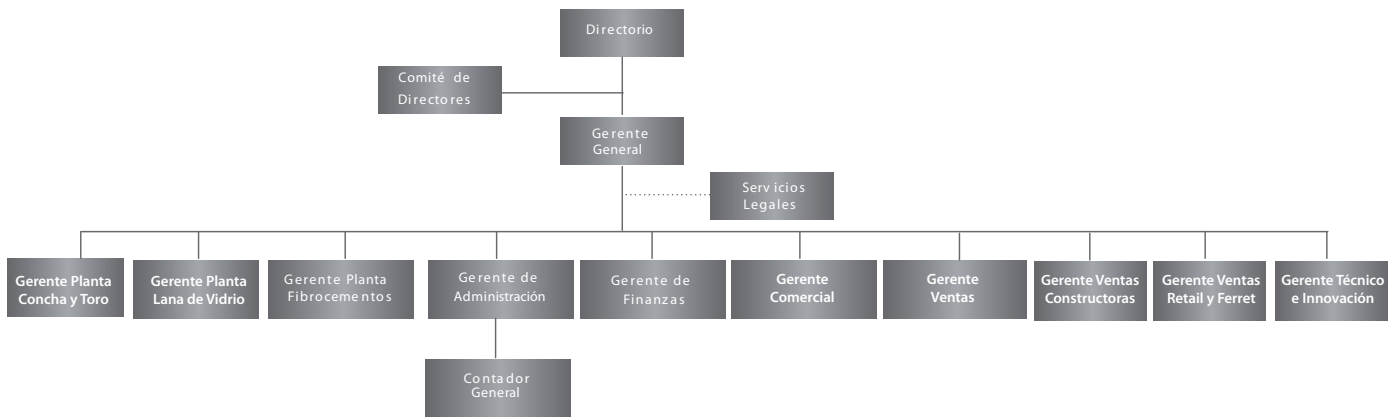 Directorio
Comité de
Directores
Gerente
General
Servicios
Legales
Gerente Planta
Concha y Toro
Gerente Planta
Lana de Vidrio
Gerente Planta
Fibrocementos
Gerente de
Administración
Gerente de
Finanzas
Gerente
Comercial
Gerente
Ventas
Gerente Ventas
Constructoras
Gerente Ventas
Retail y Ferret
Gerente Técnico
e Innovación
Contador
General